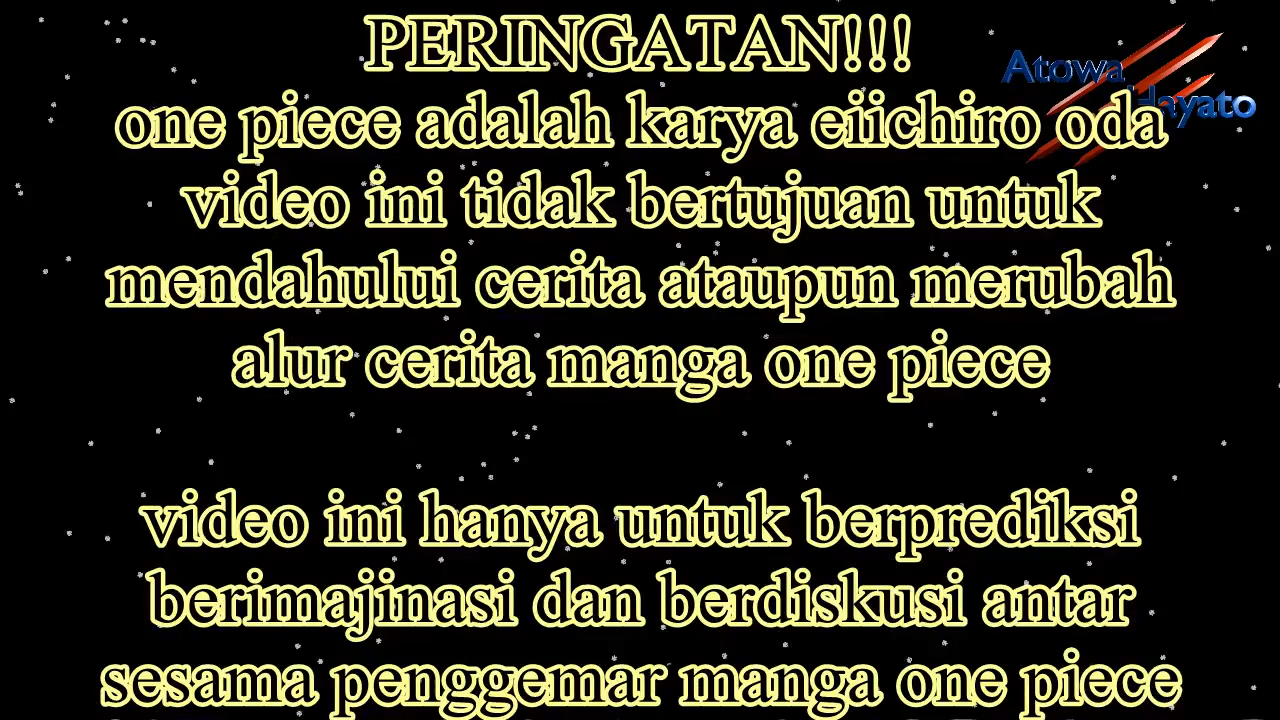 PERINGATAN!!!
Atowa
Hayato
one piece adalah karya eiichiro oda
video ini tidak bertujuan untuk
mendahului cerita ataupun merubah
alur cerita manga one piece
video ini hanya untuk berprediksi
berimajinasi dan berdiskusi antar
sesama penggemar manga one piece